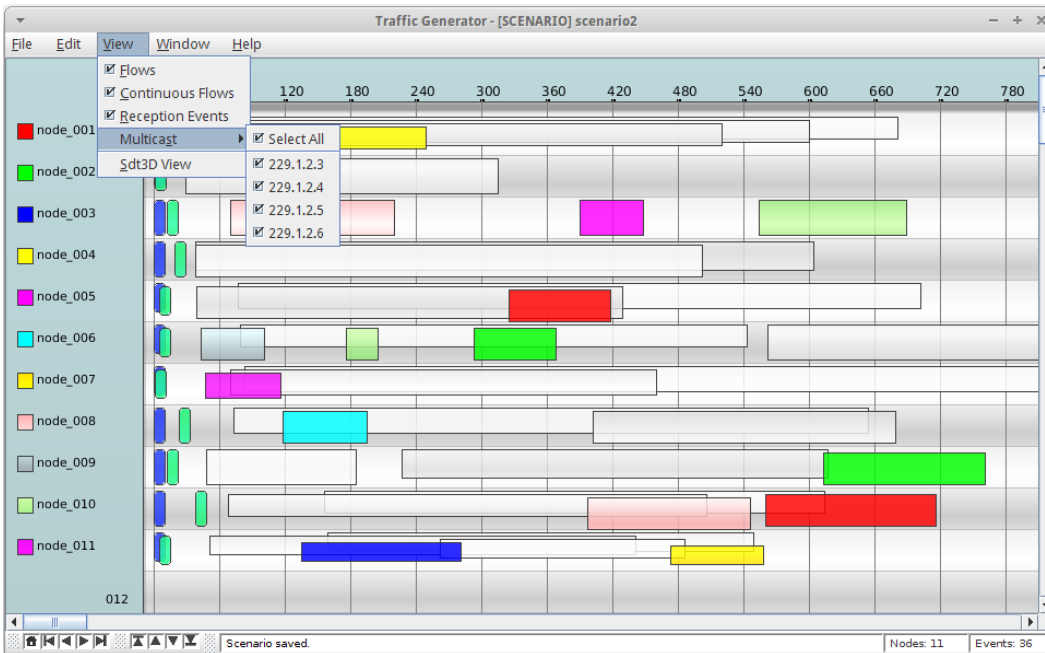 Traffic Generator - [SCENARIO] scenario2
File Edit View Window Help
Flows
Continuous Flows
Reception Events
Multicast
Sdt3D View
Select All
229.1.2.3
229.1.2.4
229.1.2.5
229.1.2.6
120 180 240 300 360 420 480 540 600 660 720 780
node_001
node_002
node_003
node_004
node_005
node_006
node_007
node_008
node_009
node_010
node_011
012
Scenario saved. Nodes: 11 Events: 36